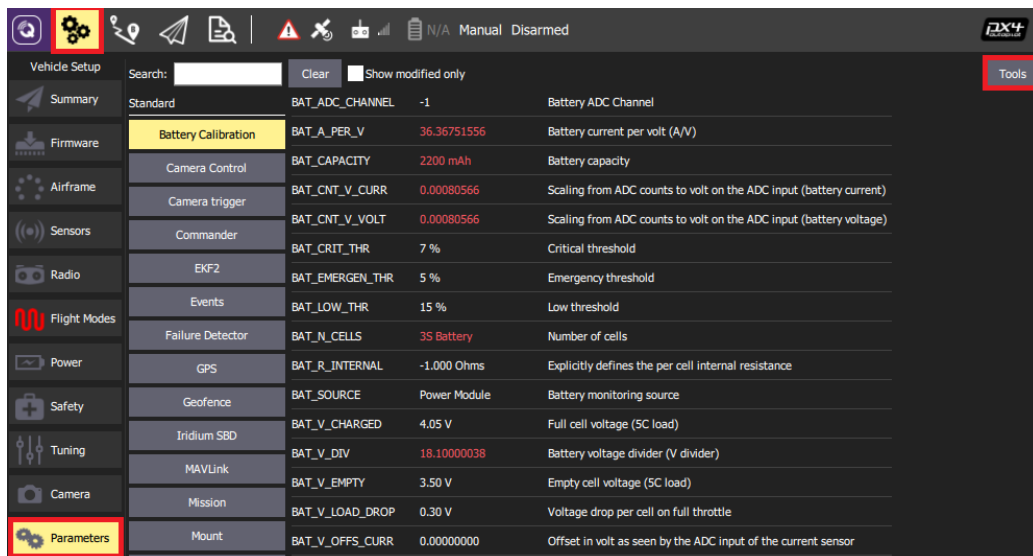 N/A Manual Disarmed
PX4
autopilot
Vehicle Setup
Search: Clear Show modified only Tools
Summary
Firmware
Airframe
Sensors
Radio
Flight Modes
Power
Safety
Tuning
Camera
Parameters
Standard
Battery Calibration
Camera Control
Camera trigger
Commander
EKF2
Events
Failure Detector
GPS
Geofence
Iridium SBD
MAVLink
Mission
Mount
BAT_ADC_CHANNEL -1 Battery ADC Channel
BAT_A_PER_V 36.36751556 Battery current per volt (A/V)
BAT_CAPACITY 2200 mAh Battery capacity
BAT_CNT_V_CURR 0.00080566 Scaling from ADC counts to volt on the ADC input (battery current)
BAT_CNT_V_VOLT 0.00080566 Scaling from ADC counts to volt on the ADC input (battery voltage)
BAT_CRIT_THR 7 % Critical threshold
BAT_EMERGEN_THR 5 % Emergency threshold
BAT_LOW_THR 15 % Low threshold
BAT_N_CELLS 3S Battery Number of cells
BAT_R_INTERNAL -1.000 Ohms Explicitly defines the per cell internal resistance
BAT_SOURCE Power Module Battery monitoring source
BAT_V_CHARGED 4.05 V Full cell voltage (5C load)
BAT_V_DIV 18.10000038 Battery voltage divider (V divider)
BAT_V_EMPTY 3.50 V Empty cell voltage (5C load)
BAT_V_LOAD_DROP 0.30 V Voltage drop per cell on full throttle
BAT_V_OFFS_CURR 0.00000000 Offset in volt as seen by the ADC input of the current sensor